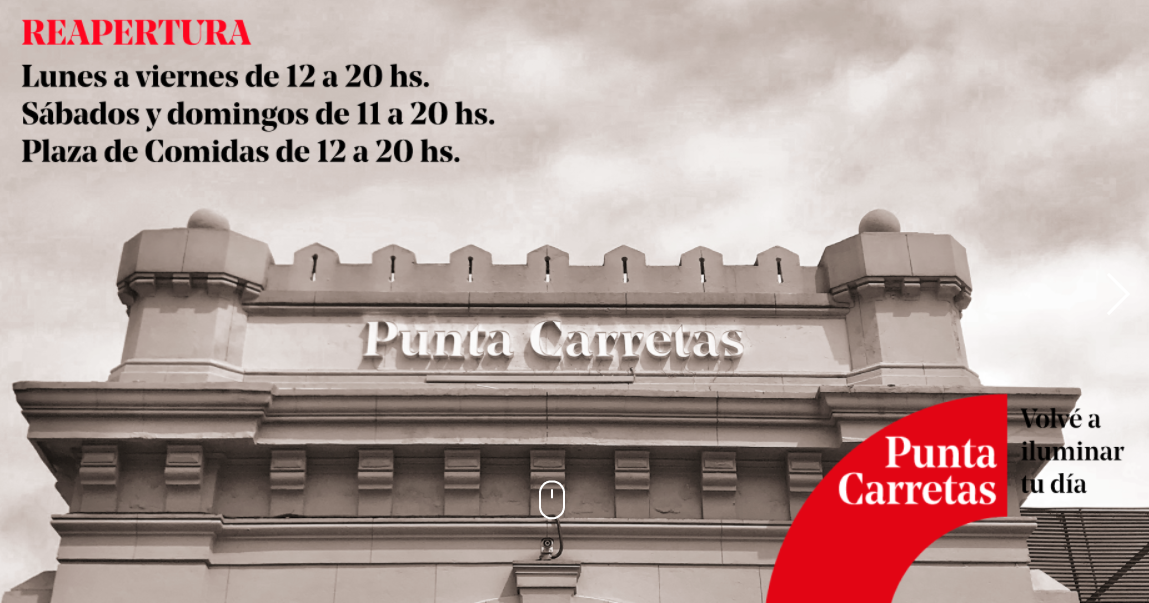 REAPERTURA
Lunes a viernes de 12 a 20 hs.
Sábados y domingos de 11 a 20 hs.
Plaza de Comidas de 12 a 20 hs.
Punta Carretas
Punta
Carretas
Volvé a
iluminar
tu día